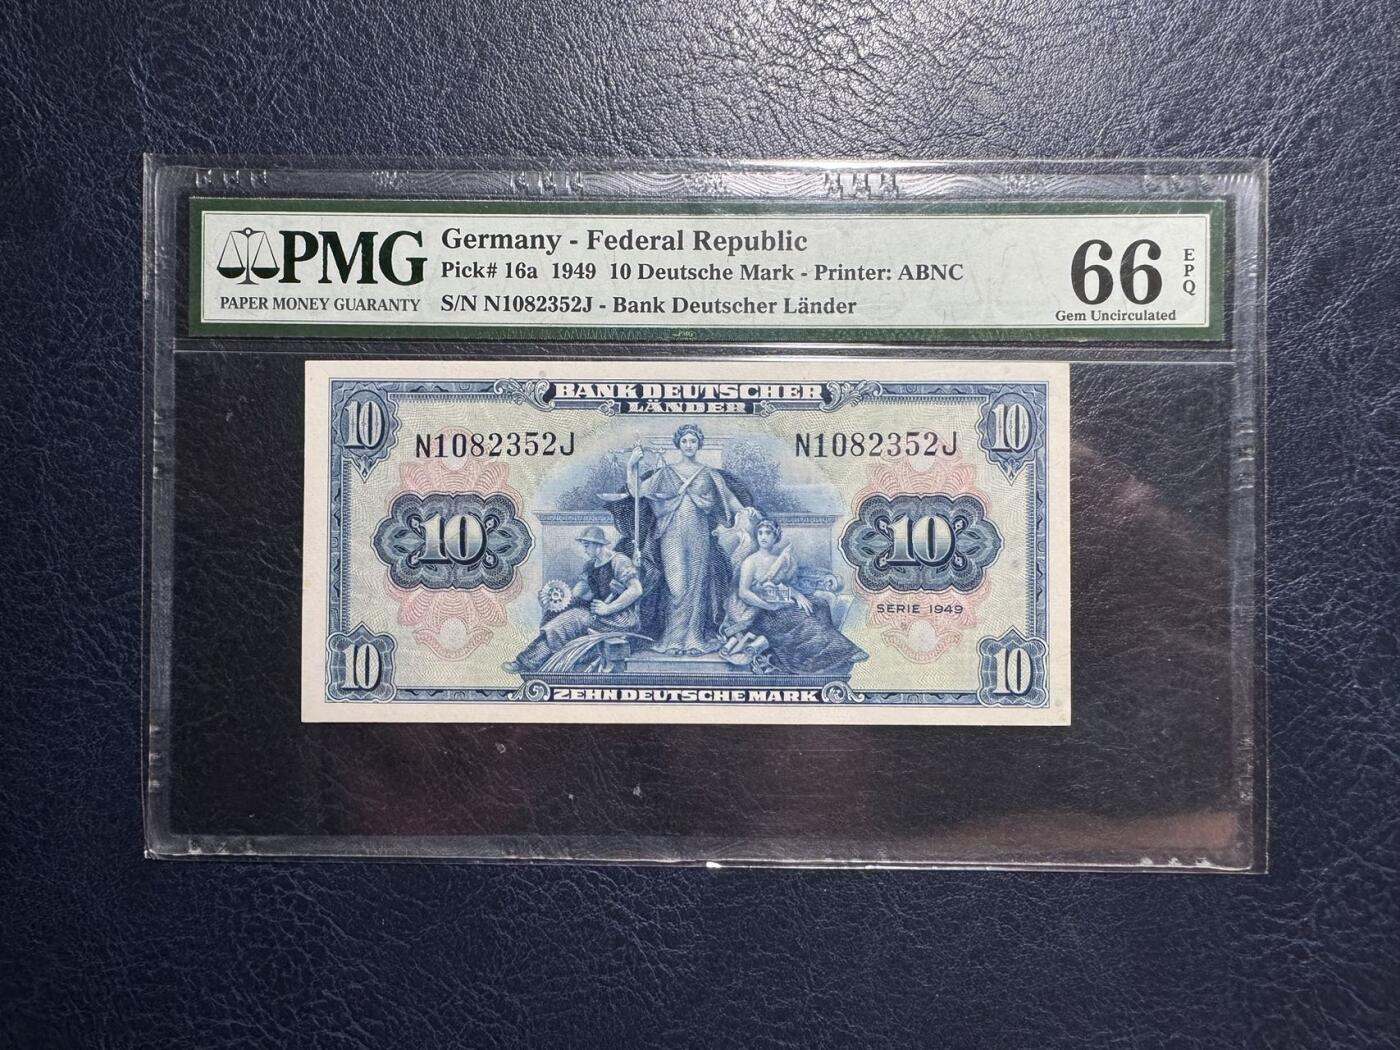 PMG
PAPER MONEY GUARANTY
Germany - Federal Republic
Pick# 16a 1949 10 Deutsche Mark - Printer: ABNC
S/N N1082352J - Bank Deutscher Länder
66
EPQ
Gem Uncirculated
PMG
BANK DEUTSCHER
LÄNDER
10
10
N1082352J
N1082352J
10
10
SERIE 1949
10
10
ZEHN DEUTSCHE MARK